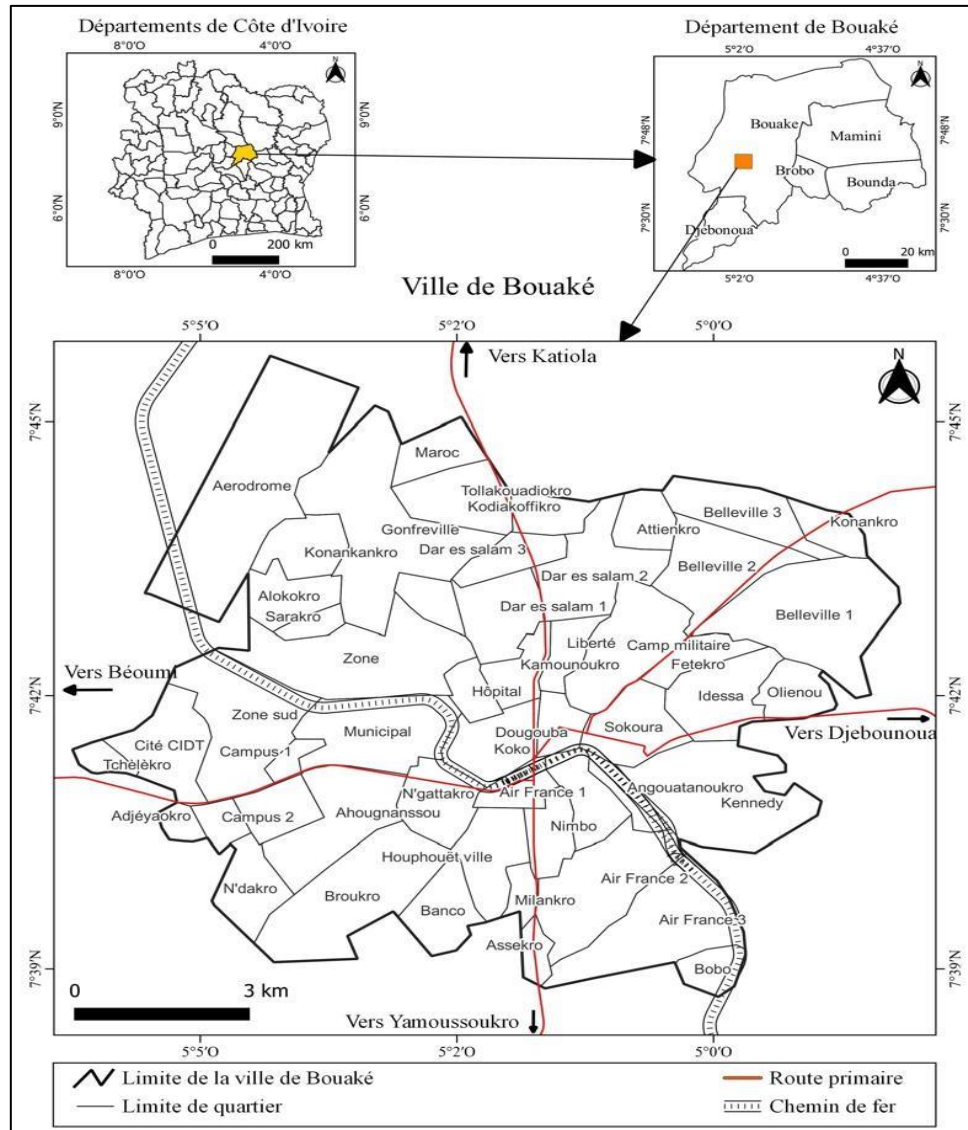 Départements de Côte d'Ivoire
8°0'O 4°0'O
N
9°0'N
9°0'N
6°0'N
6°0'N
0 200 km
8°0'O 4°0'O
Département de Bouaké
5°2'O 4°37'O
N
Bouake
Mamini
Brobo
Bounda
Djebonoua
7°48'N
7°48'N
7°30'N
7°30'N
0 20 km
5°2'O 4°37'O
Ville de Bouaké
5°5'O 5°2'O 5°0'O
Vers Katiola
N
7°45'N
7°45'N
Maroc
Aerodrome
Tollakouadiokro
Kodiakoffikro
Belleville 3
Konankro
Gonfreville
Attienkro
Konankankro
Dar es salam 3
Belleville 2
Dar es salam 2
Alokokro
Sarakro
Dar es salam 1
Belleville 1
Liberté
Camp militaire
Zone
Kamounoukro
Fetekro
Vers Béoumi
7°42'N
7°42'N
Hôpital
Idessa
Olienou
Zone sud
Municipal
Dougouba
Sokoura
Vers Djebounoua
Cité CIDT
Campus 1
Koko
Tchèlèkro
N'gattakro
Air France 1
Angouatanoukro
Kennedy
Adjéyaokro
Campus 2
Ahougnanssou
Nimbo
Houphouët ville
Air France 2
N'dakro
Broukro
Milankro
Banco
Air France 3
Assekro
7°39'N
7°39'N
Bobo
0 3 km
Vers Yamoussoukro
5°5'O 5°2'O 5°0'O
Limite de la ville de Bouaké
Route primaire
Limite de quartier
Chemin de fer